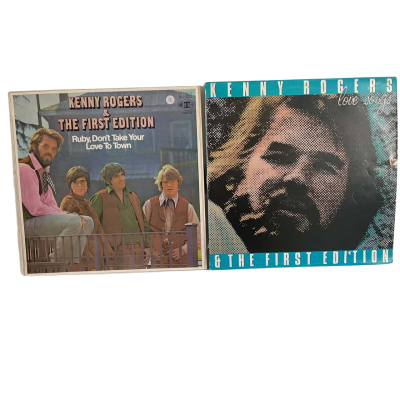 KENNY ROGERS
&
THE FIRST EDITION
Ruby, Don't Take Your
Love To Town
KENNY ROGERS
love songs
& THE FIRST EDITION